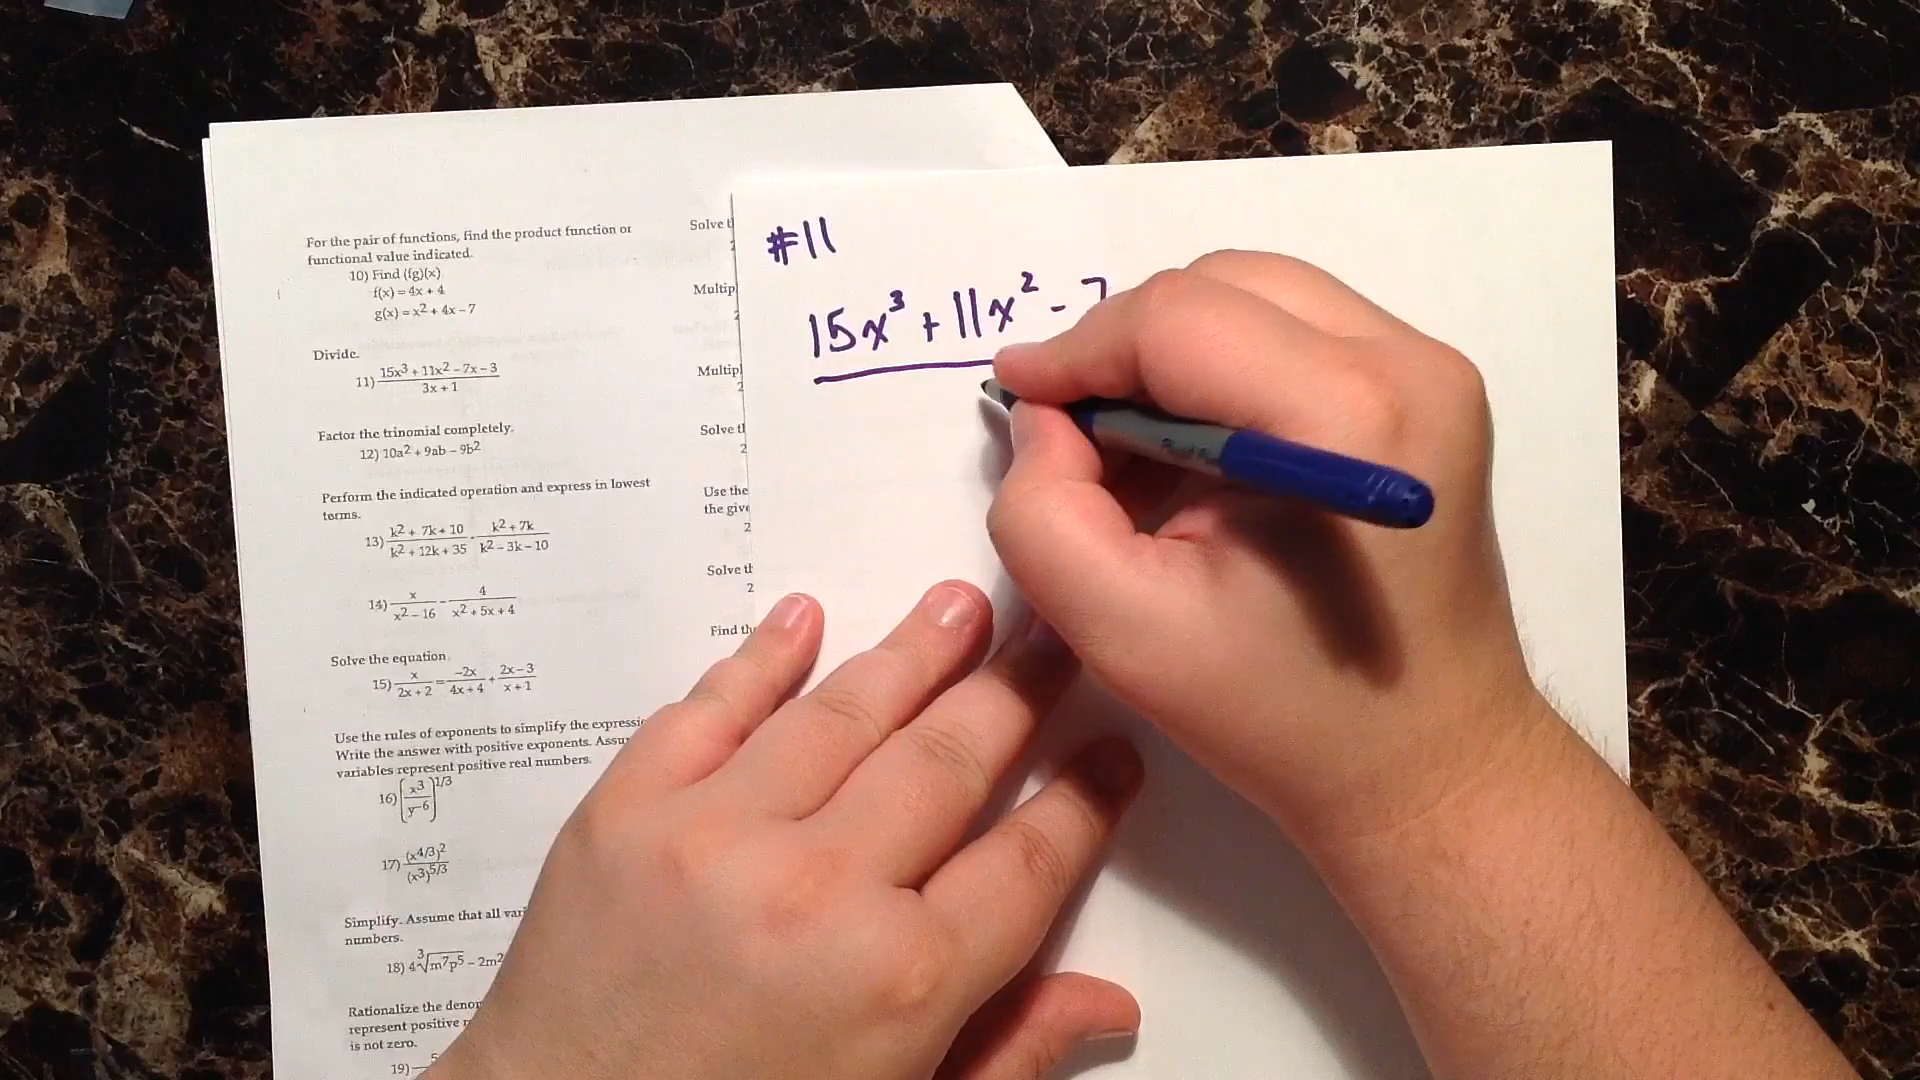 For the pair of functions, find the product function or
functional value indicated.
10) Find (fg)(x)
f(x) = 4x + 4
g(x) = x2 + 4x - 7
Divide.
11) 15x3 + 11x2 - 7x - 3
3x + 1
Factor the trinomial completely.
12) 10a2 + 9ab - 9b2
Perform the indicated operation and express in lowest
terms.
13) k2 + 7k + 10 · k2 + 7k
k2 + 12k + 35 k2 - 3k - 10
14) x - 4
x2 - 16 x2 + 5x + 4
Solve the equation.
15) x = -2x + 2x - 3
2x + 2 4x + 4 x + 1
Use the rules of exponents to simplify the
Write the answer with positive exponents.
variables represent positive real numbers.
16) (x3 / y-6)1/3
17) (x4/3)2
(x3)5/3
Simplify. Assume that all
numbers.
18) 4 3√m7p5 - 2m2
Rationalize the
represent positive
is not zero.
19) 5
Solve
Multip
Multipl
Solve
Use the
the
Solve
Find
#11
15x3 + 11x2 - 7